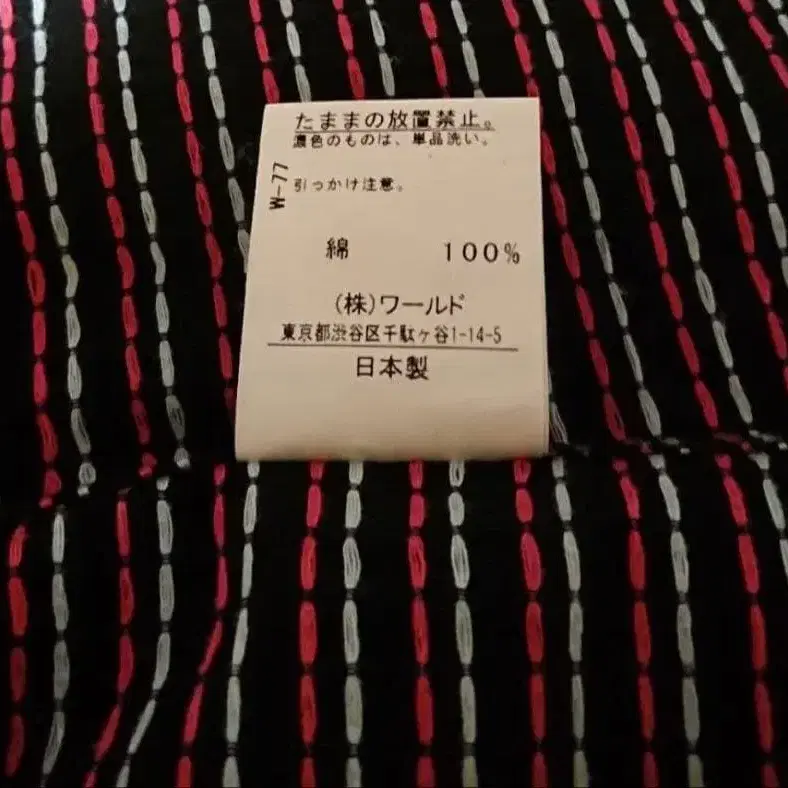 たままの放置禁止。
濃色のものは、単品洗い。
W-77
引っかけ注意。
綿 100%
(株)ワールド
東京都渋谷区千駄ヶ谷1-14-5
日本製